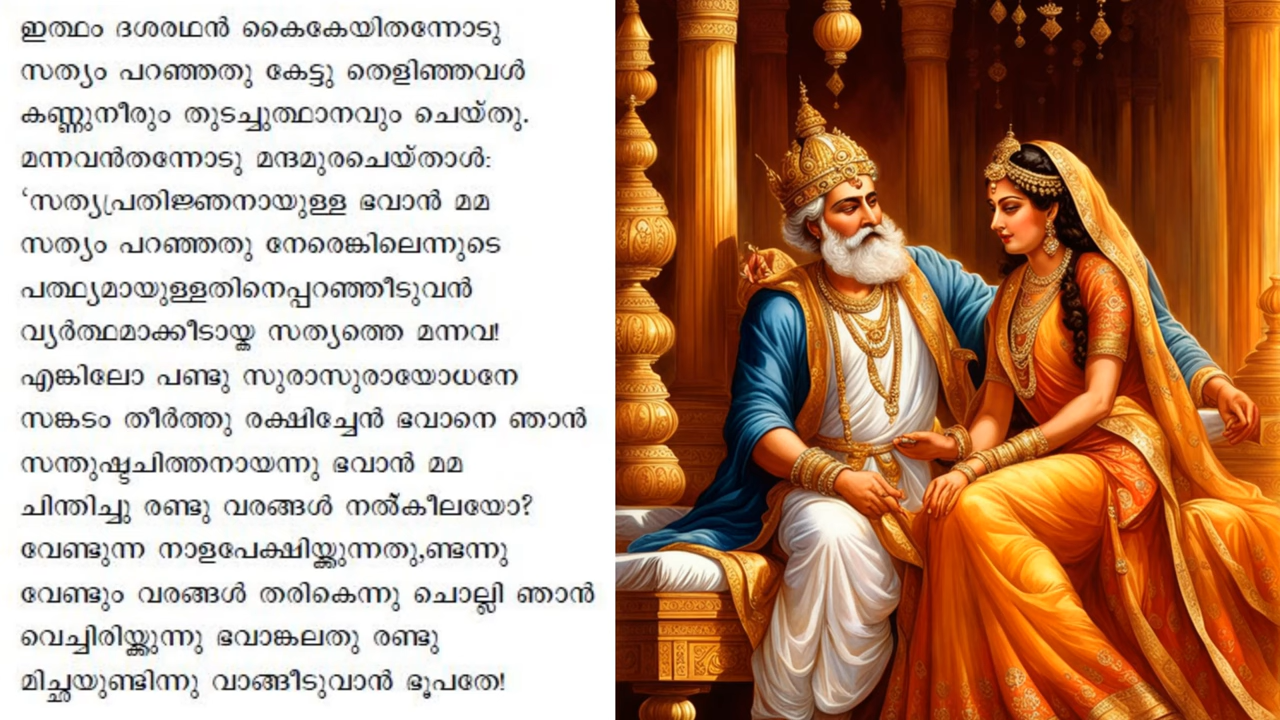 ഇത്ഥം ദശരഥൻ കൈകേയിതന്നോടു
സത്യം പറഞ്ഞതു കേട്ടു തെളിഞ്ഞവൾ
കണ്ണുനീരും തുടച്ചുത്ഥാനവും ചെയ്തു.
മന്നവൻതന്നോടു മന്ദമുരചെയ്താൾ:
‘സത്യപ്രതിജ്ഞനായുള്ള ഭവാൻ മമ
സത്യം പറഞ്ഞതു നേരെങ്കിലെന്നുടെ
പത്ഥ്യമായുള്ളതിനെപ്പറഞ്ഞീടുവൻ
വ്യർത്ഥമാക്കീടായ്ക സത്യത്തെ മന്നവ!
എങ്കിലോ പണ്ടു സുരാസുരായോധനേ
സങ്കടം തീർത്തു രക്ഷിച്ചേൻ ഭവാനെ ഞാൻ
സന്തുഷ്ടചിത്തനായന്നു ഭവാൻ മമ
ചിന്തിച്ചു രണ്ടു വരങ്ങൾ നൽകീലയോ?
വേണ്ടുന്ന നാളപേക്ഷിയ്ക്കുന്നതു,ണ്ടന്നു
വേണ്ടും വരങ്ങൾ തരികെന്നു ചൊല്ലി ഞാൻ
വെച്ചിരിയ്ക്കുന്നു ഭവാങ്കലതു രണ്ടു
മിച്ഛയുണ്ടിന്നു വാങ്ങീടുവാൻ ഭൂപതേ!